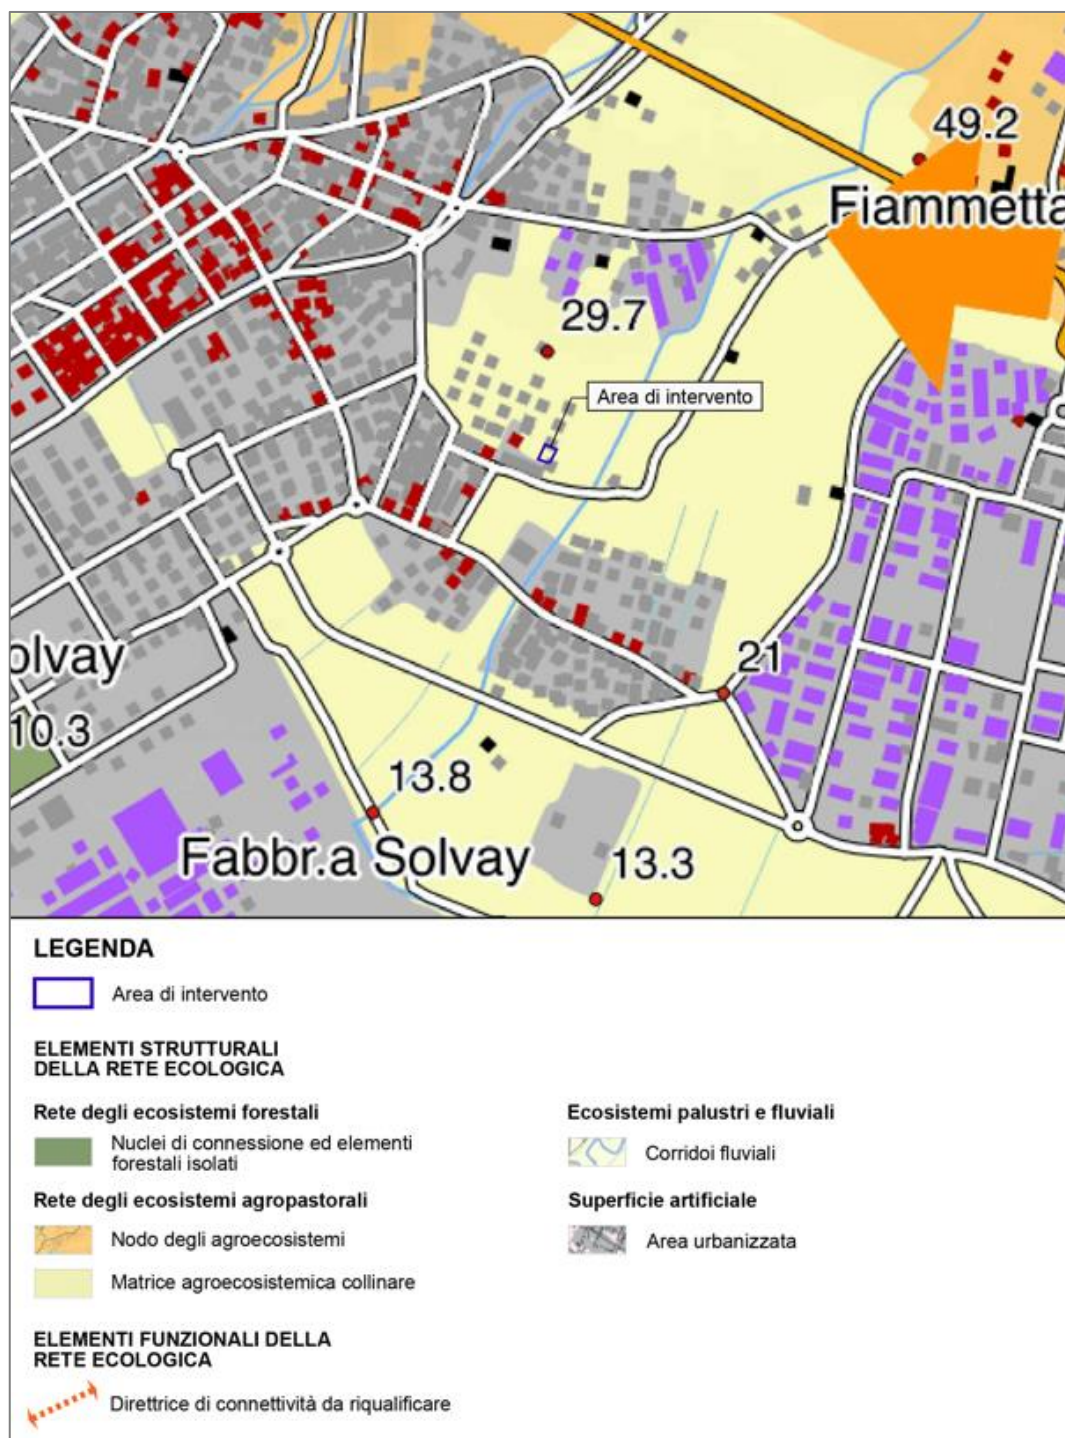 49.2
Fiammetta
29.7
Area di intervento
olvay
21
10.3
13.8
Fabbr.a Solvay
13.3
LEGENDA
Area di intervento
ELEMENTI STRUTTURALI
DELLA RETE ECOLOGICA
Rete degli ecosistemi forestali
Nuclei di connessione ed elementi
forestali isolati
Rete degli ecosistemi agropastorali
Nodo degli agroecosistemi
Matrice agroecosistemica collinare
Ecosistemi palustri e fluviali
Corridoi fluviali
Superficie artificiale
Area urbanizzata
ELEMENTI FUNZIONALI DELLA
RETE ECOLOGICA
Direttrice di connettività da riqualificare